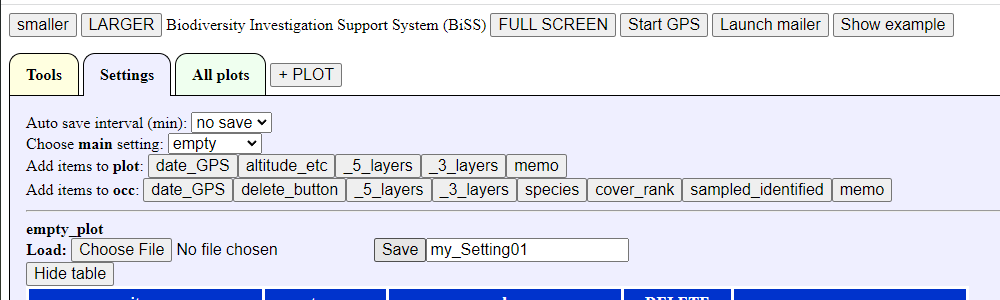 smaller LARGER Biodiversity Investigation Support System (BiSS) FULL SCREEN Start GPS Launch mailer Show example
Tools Settings All plots + PLOT
Auto save interval (min): no save
Choose main setting: empty
Add items to plot: date_GPS altitude_etc _5_layers _3_layers memo
Add items to occ: date_GPS delete_button _5_layers _3_layers species cover_rank sampled_identified memo
empty_plot
Load: Choose File No file chosen Save my_Setting01
Hide table
DELETE